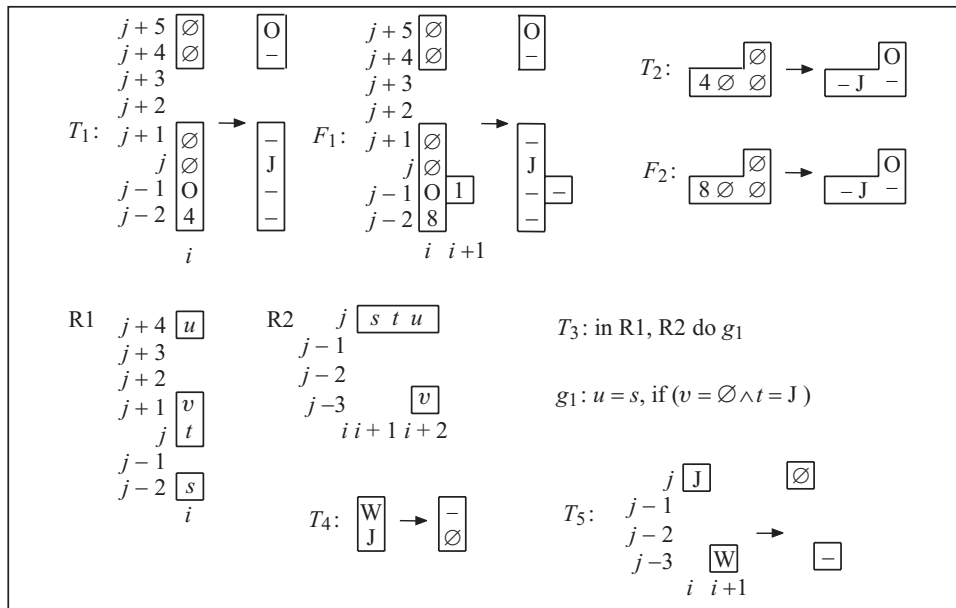 j + 5 ∅ O j + 5 ∅ O
j + 4 ∅ – j + 4 ∅ –
j + 3 j + 3
j + 2 j + 2
T1: j + 1 ∅ – F1: j + 1 ∅ –
j ∅ J j ∅ J
j – 1 O – j – 1 O 1 – –
j – 2 4 – j – 2 8 –
i i i +1
T2: ∅ O
4 ∅ ∅ – J –
F2: ∅ O
8 ∅ ∅ – J –
R1
j + 4 u
j + 3
j + 2
j + 1 v
j t
j – 1
j – 2 s
i
R2
j s t u
j – 1
j – 2
j – 3 v
i i + 1 i + 2
T3: in R1, R2 do g1
g1: u = s, if (v = ∅ ∧ t = J )
T4: W –
J ∅
T5:
j J ∅
j – 1
j – 2
j –3 W –
i i +1